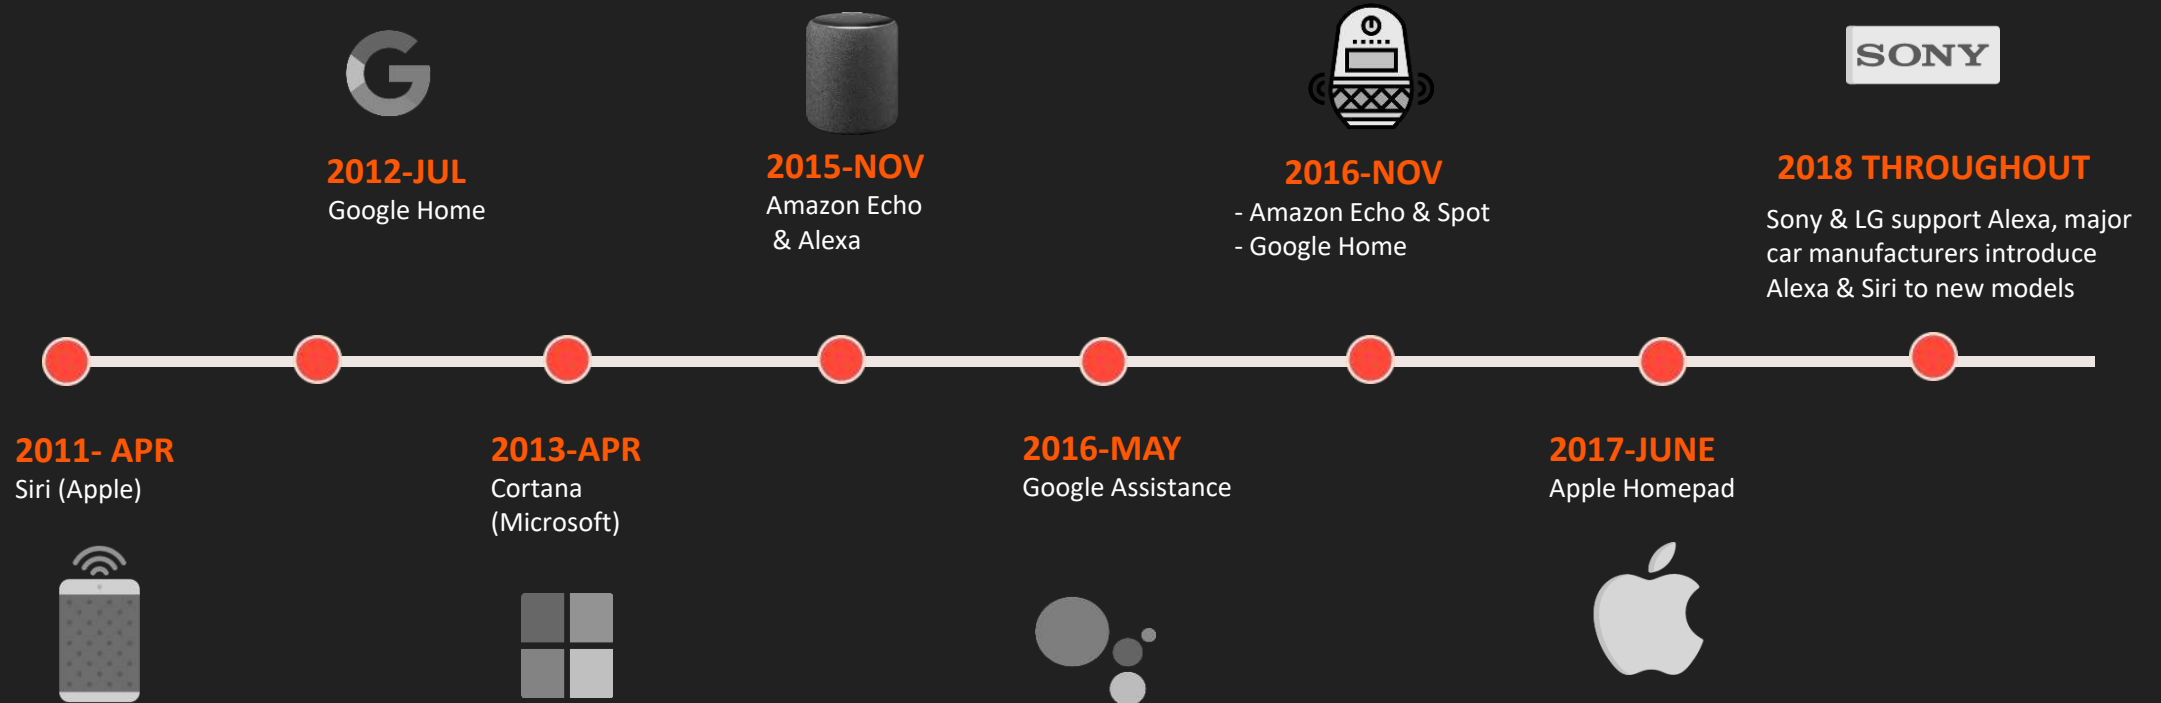 SONY
2012-JUL
Google Home
2015-NOV
Amazon Echo
& Alexa
2016-NOV
- Amazon Echo & Spot
- Google Home
2018 THROUGHOUT
Sony & LG support Alexa, major
car manufacturers introduce
Alexa & Siri to new models
2011- APR
Siri (Apple)
2013-APR
Cortana
(Microsoft)
2016-MAY
Google Assistance
2017-JUNE
Apple Homepad